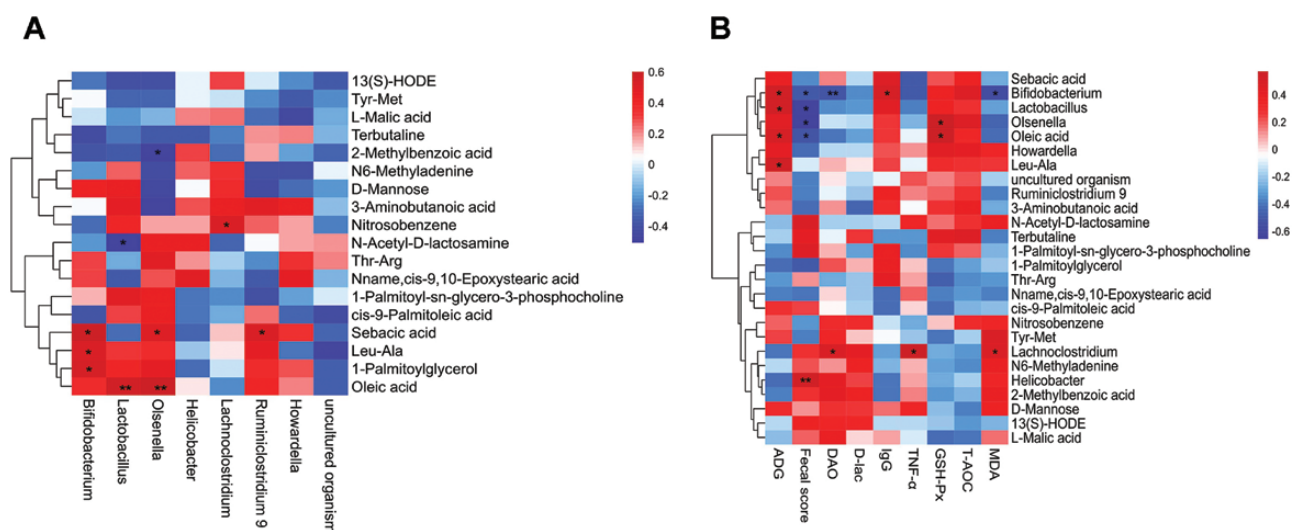 A
13(S)-HODE
Tyr-Met
L-Malic acid
Terbutaline
2-Methylbenzoic acid
*
N6-Methyladenine
D-Mannose
3-Aminobutanoic acid
Nitrosobenzene
*
N-Acetyl-D-lactosamine
*
Thr-Arg
Nname,cis-9,10-Epoxystearic acid
1-Palmitoyl-sn-glycero-3-phosphocholine
cis-9-Palmitoleic acid
Sebacic acid
* * *
Leu-Ala
*
1-Palmitoylglycerol
*
Oleic acid
** **
Bifidobacterium
Lactobacillus
Olsenella
Helicobacter
Lachnoclostridium
Ruminiclostridium 9
Howardella
uncultured organism
0.6
0.4
0.2
0
-0.2
-0.4
B
Sebacic acid
Bifidobacterium
* * ** * *
Lactobacillus
* *
Olsenella
* *
Oleic acid
* * *
Howardella
Leu-Ala
*
uncultured organism
Ruminiclostridium 9
3-Aminobutanoic acid
N-Acetyl-D-lactosamine
Terbutaline
1-Palmitoyl-sn-glycero-3-phosphocholine
1-Palmitoylglycerol
Thr-Arg
Nname,cis-9,10-Epoxystearic acid
cis-9-Palmitoleic acid
Nitrosobenzene
Tyr-Met
Lachnoclostridium
* * *
N6-Methyladenine
Helicobacter
**
2-Methylbenzoic acid
D-Mannose
13(S)-HODE
L-Malic acid
ADG
Fecal score
DAO
D-lac
IgG
TNF-α
GSH-Px
T-AOC
MDA
0.4
0.2
0
-0.2
-0.4
-0.6